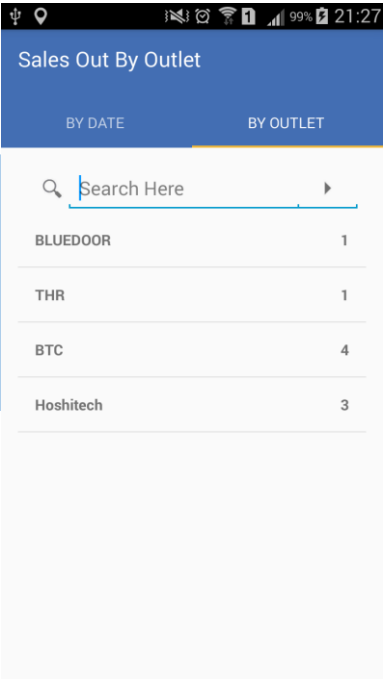 1 99% 21:27
Sales Out By Outlet
BY DATE BY OUTLET
Search Here
BLUEDOOR 1
THR 1
BTC 4
Hoshitech 3